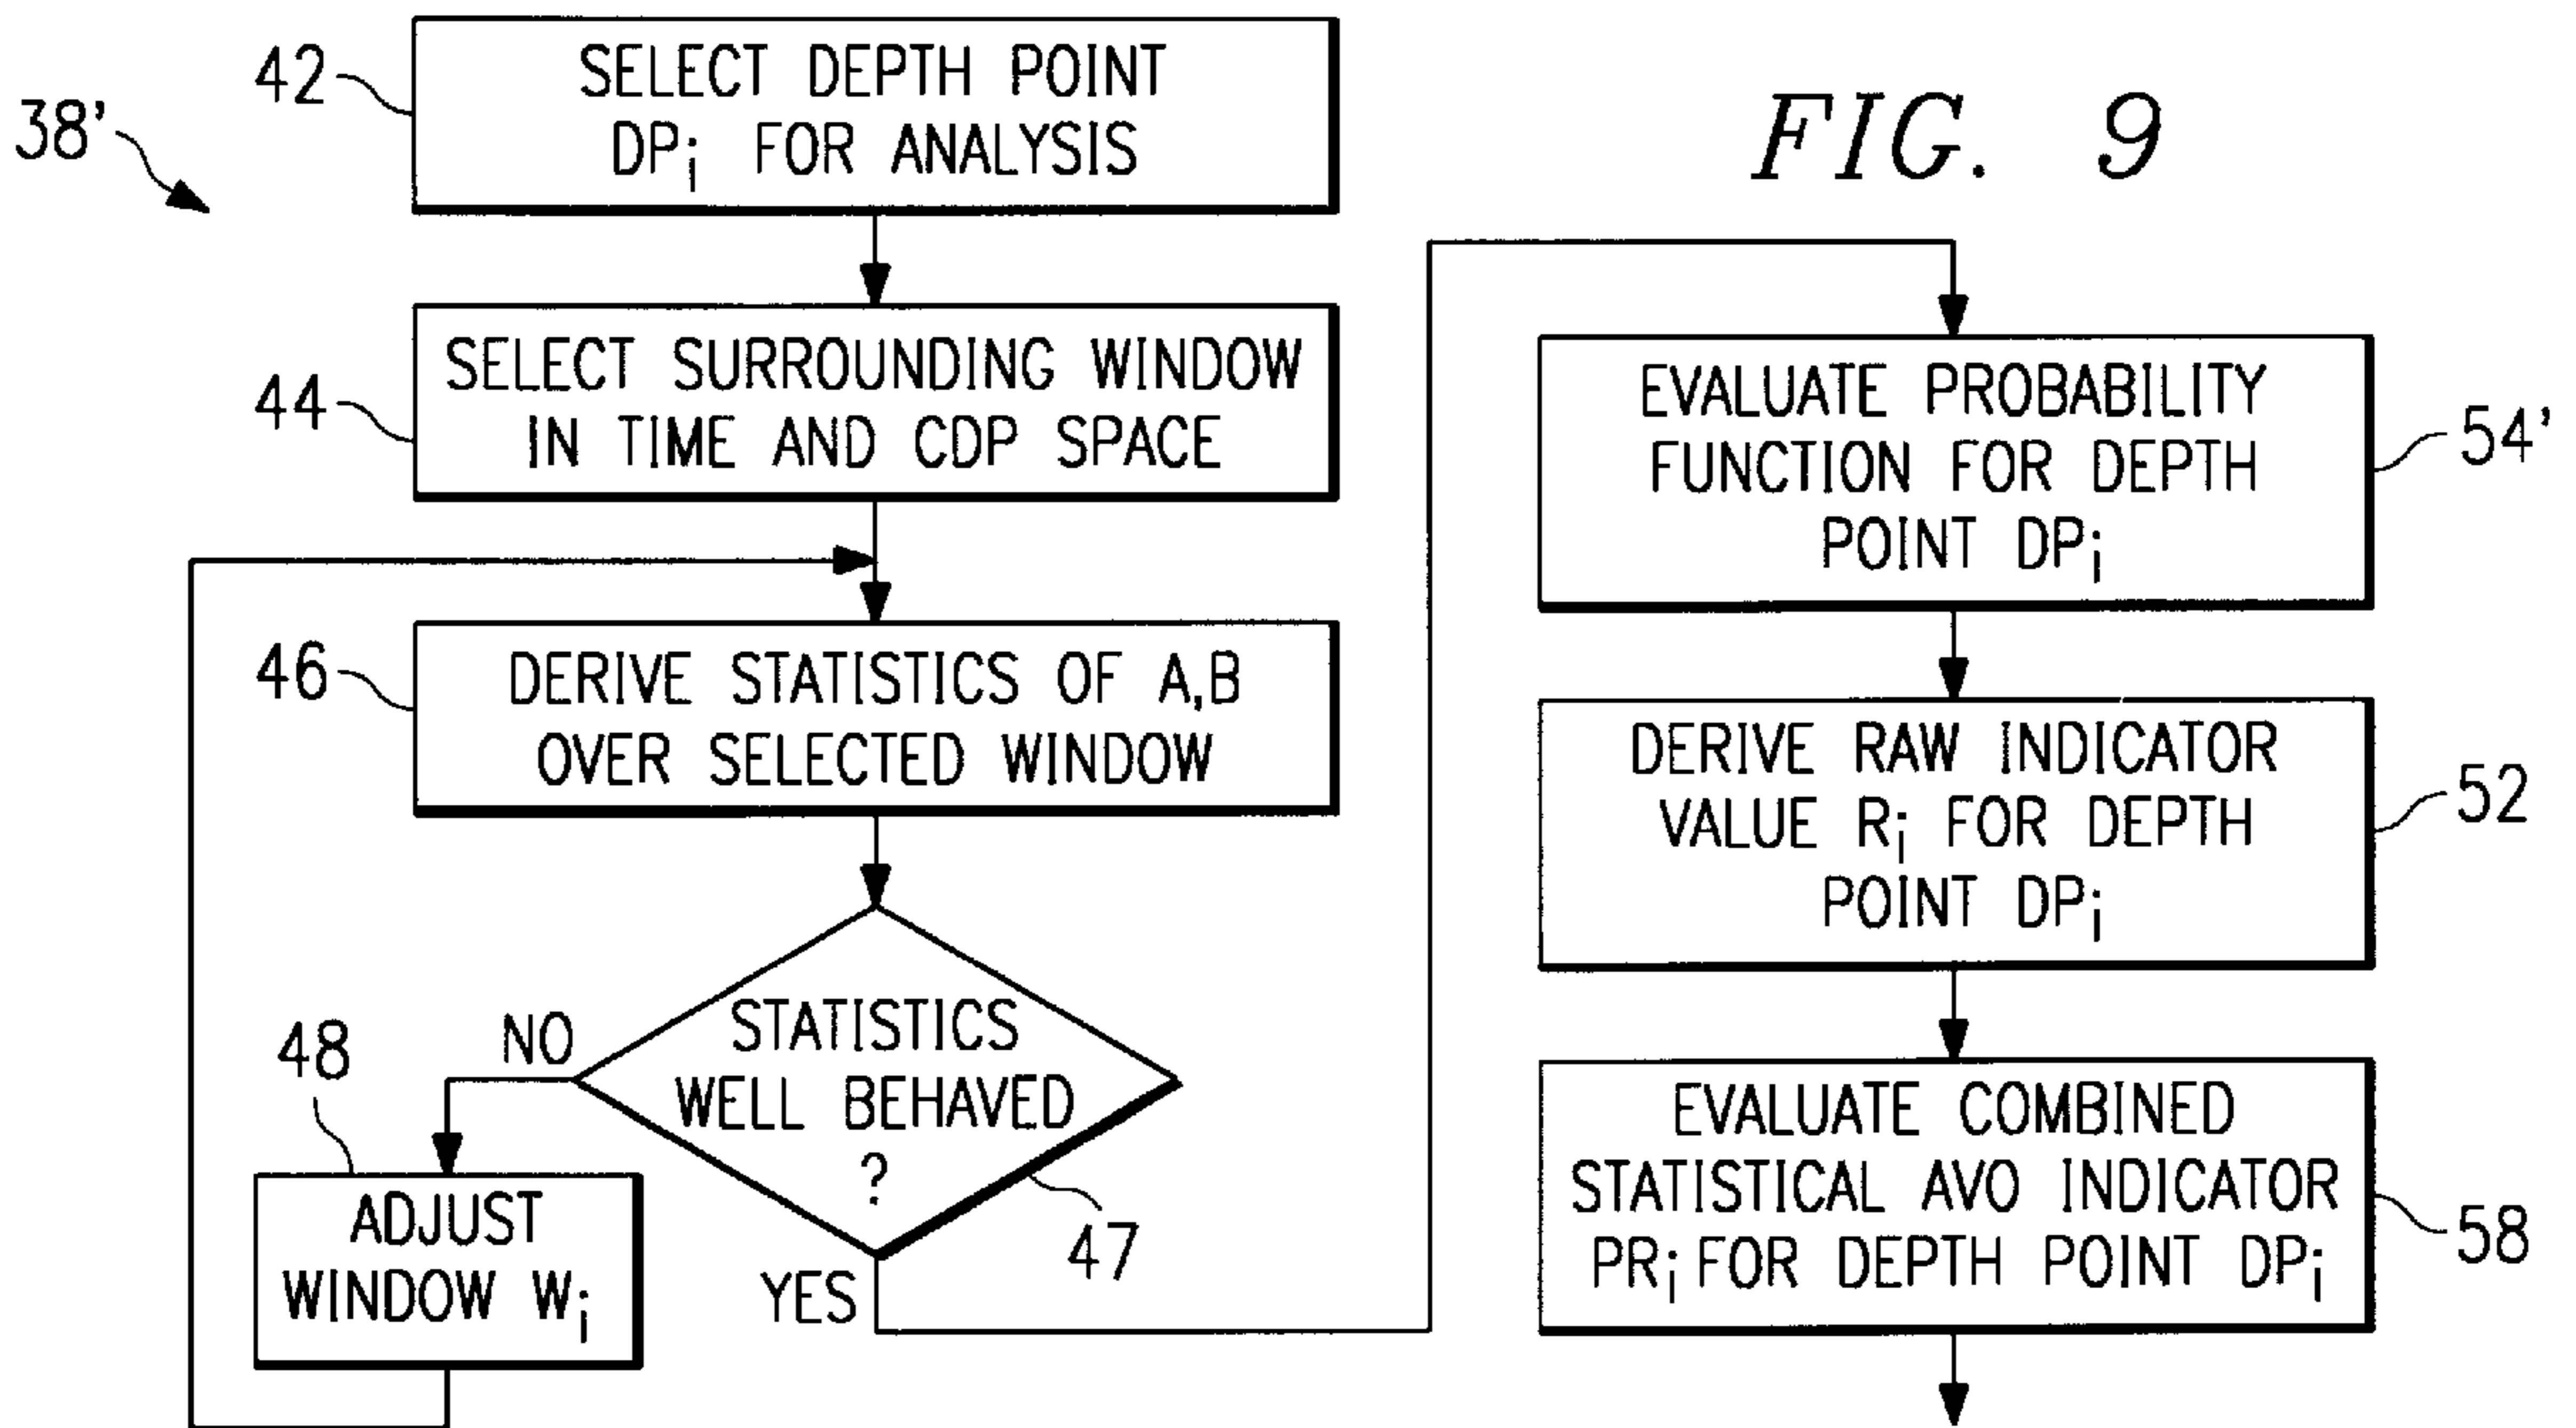 38'
42
SELECT DEPTH POINT
DPi FOR ANALYSIS
44
SELECT SURROUNDING WINDOW
IN TIME AND CDP SPACE
46
DERIVE STATISTICS OF A,B
OVER SELECTED WINDOW
STATISTICS
WELL BEHAVED
?
47
NO
YES
48
ADJUST
WINDOW Wi
FIG. 9
EVALUATE PROBABILITY
FUNCTION FOR DEPTH
POINT DPi
54'
DERIVE RAW INDICATOR
VALUE Ri FOR DEPTH
POINT DPi
52
EVALUATE COMBINED
STATISTICAL AVO INDICATOR
PRi FOR DEPTH POINT DPi
58